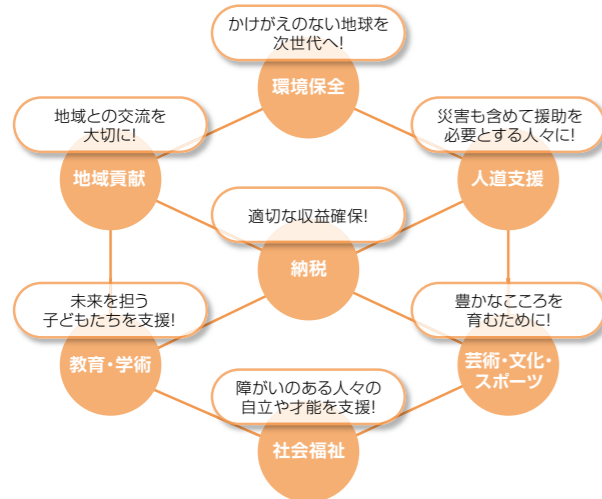 かけがえのない地球を
次世代へ!
環境保全
地域との交流を
大切に!
地域貢献
災害も含めて援助を
必要とする人々に!
人道支援
適切な収益確保!
納税
未来を担う
子どもたちを支援!
教育・学術
豊かなこころを
育むために!
芸術・文化・
スポーツ
障がいのある人々の
自立や才能を支援!
社会福祉